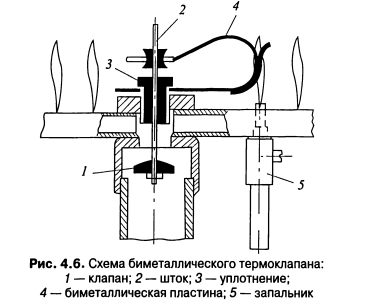 2
4
3
1
5
Рис. 4.6. Схема биметаллического термоклапана:
1 — клапан; 2 — шток; 3 — уплотнение;
4 — биметаллическая пластина; 5 — запальник